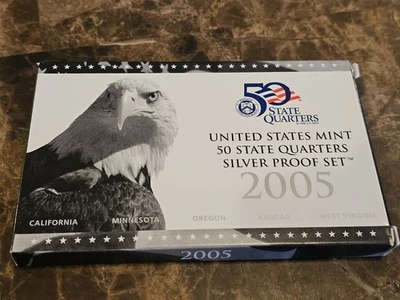 50
STATE
QUARTERS
UNITED STATES MINT
50 STATE QUARTERS
SILVER PROOF SET™
2005
CALIFORNIA MINNESOTA OREGON KANSAS WEST VIRGINIA
2005